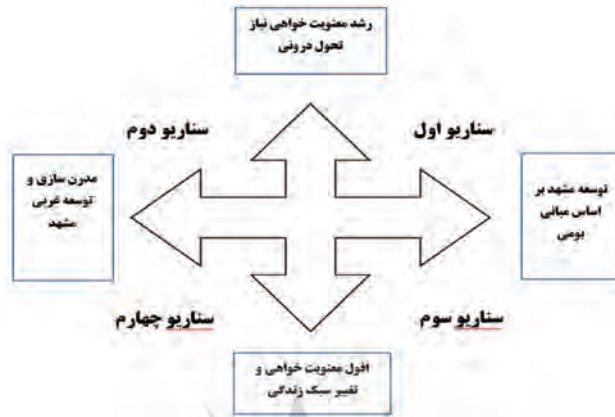 رشد معنویت خواهی نیاز
تحول درونی
سناریو اول
سناریو دوم
توسعه مشهد بر
اساس مبانی
بومی
مدرن سازی و
توسعه غربی
مشهد
سناریو سوم
سناریو چهارم
افول معنویت خواهی و
تغییر سبک زندگی